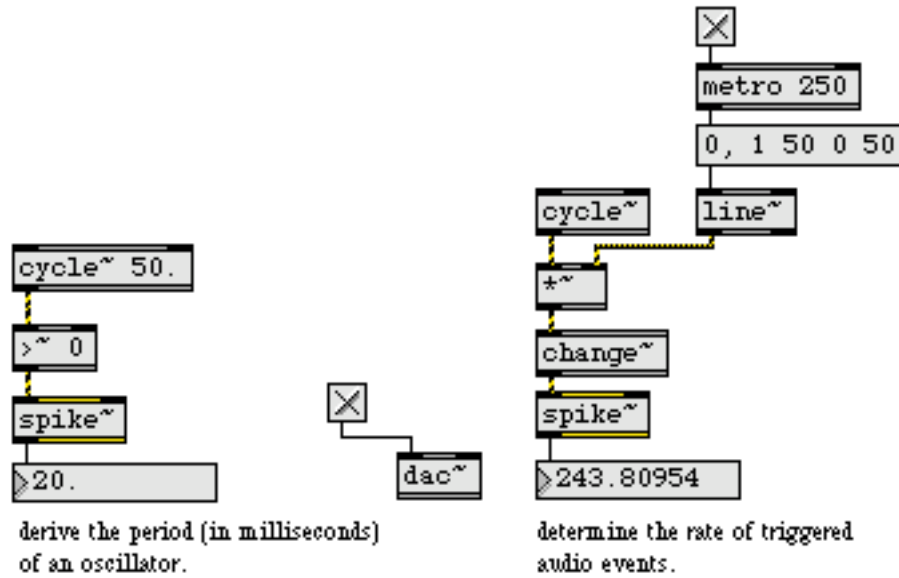 metro 250
0, 1 50 0 50
cycle~
line~
cycle~ 50.
*~
>~ 0
change~
spike~
spike~
dac~
20.
243.80954
derive the period (in milliseconds)
of an oscillator.
determine the rate of triggered
audio events.